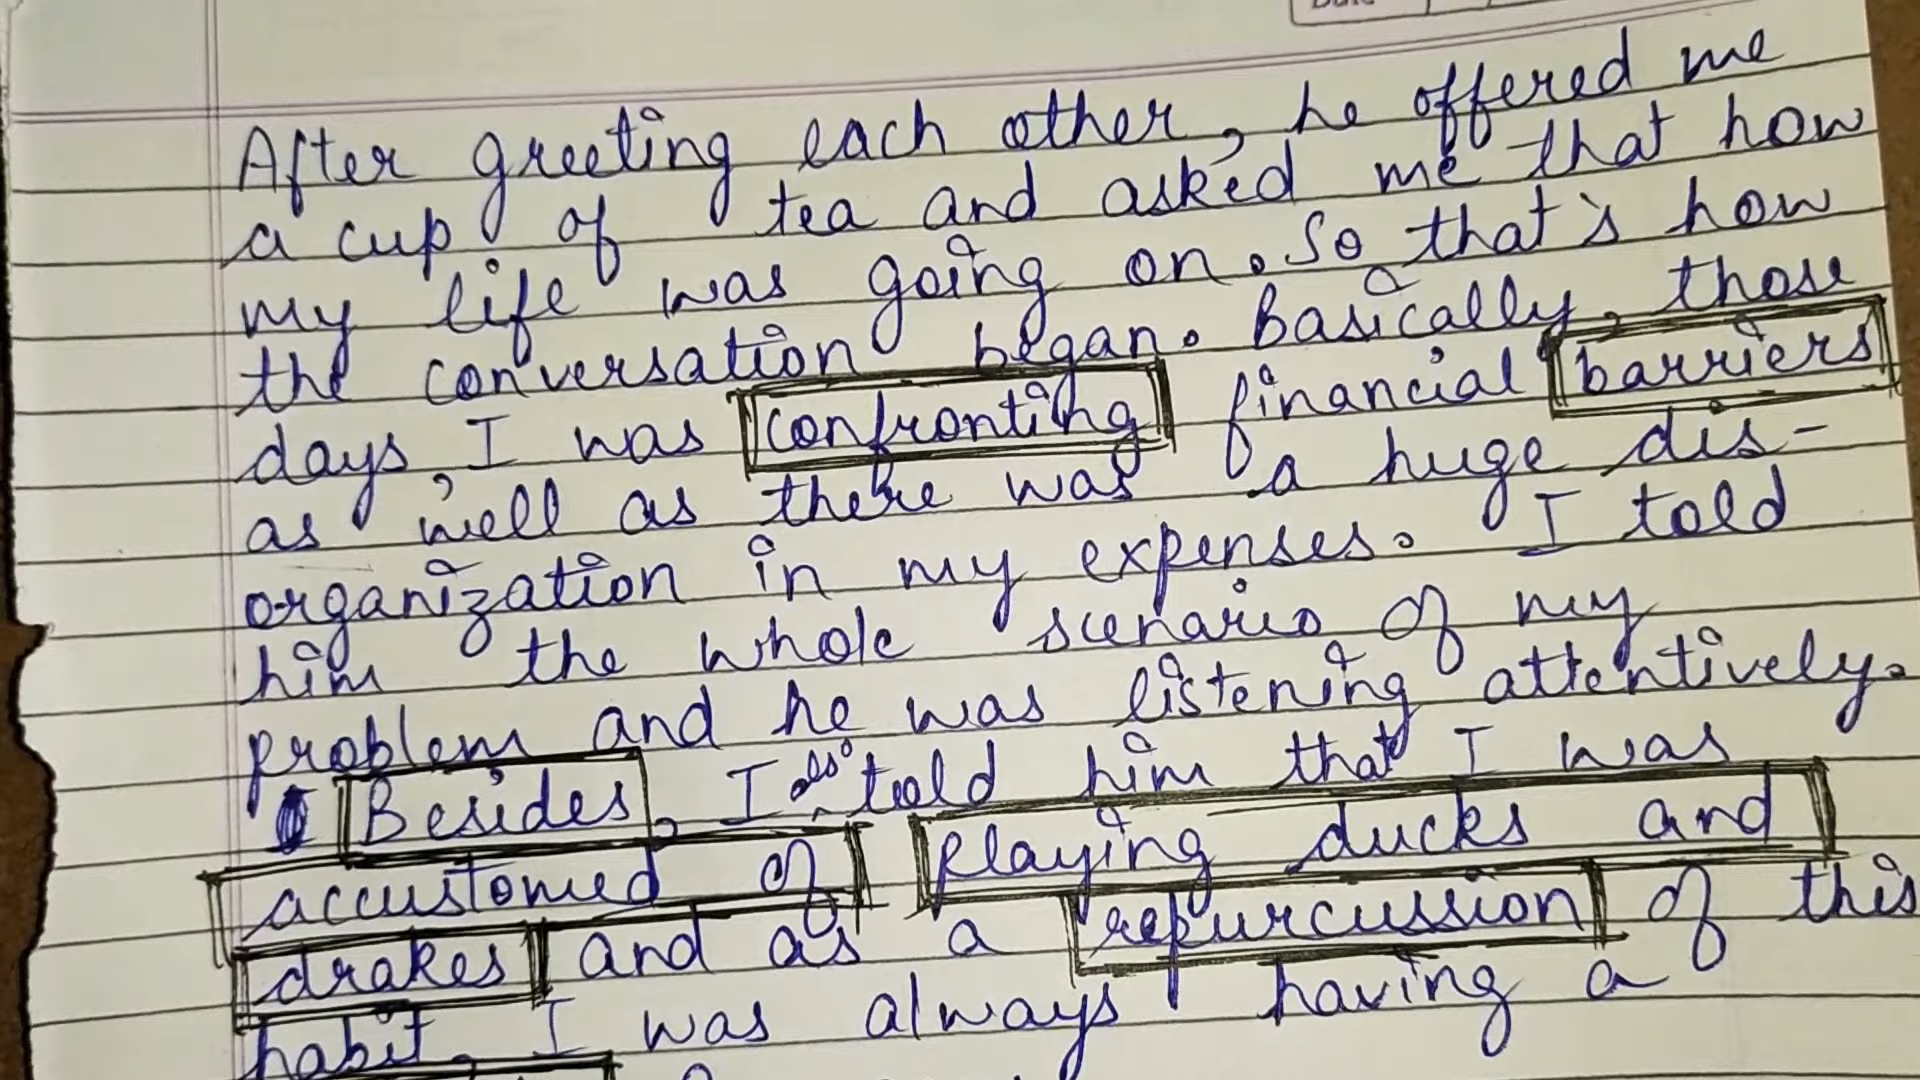 After greeting each other, he offered me
a cup of tea and asked me that how
my life was going on. So that's how
the conversation began. Basically, those
days, I was confronting financial barriers
as well as there was a huge dis-
organization in my expenses. I told
him the whole scenario of my
problem and he was listening attentively.
Besides, I also told him that I was
accustomed of playing ducks and
drakes and as a repurcussion of this
habit, I was always having a